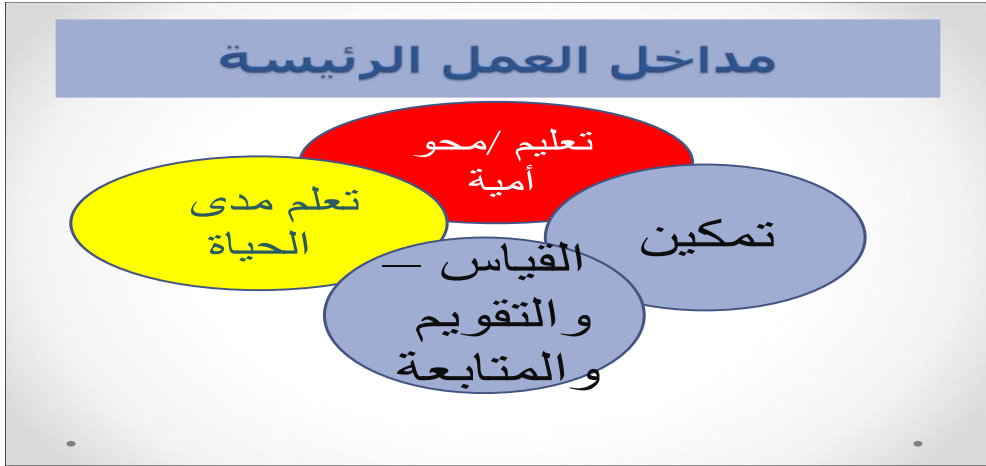 مداخل العمل الرئيسة
تعليم /محو
أمية
تمكين
تعلم مدى
الحياة
القياس –
والتقويم
والمتابعة